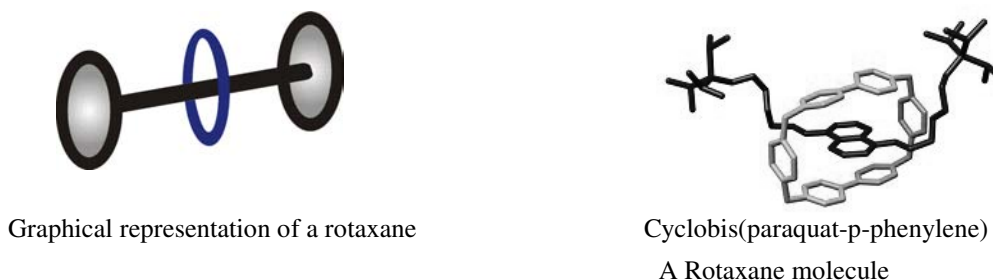 Graphical representation of a rotaxane
Cyclobis(paraquat-p-phenylene)
A Rotaxane molecule